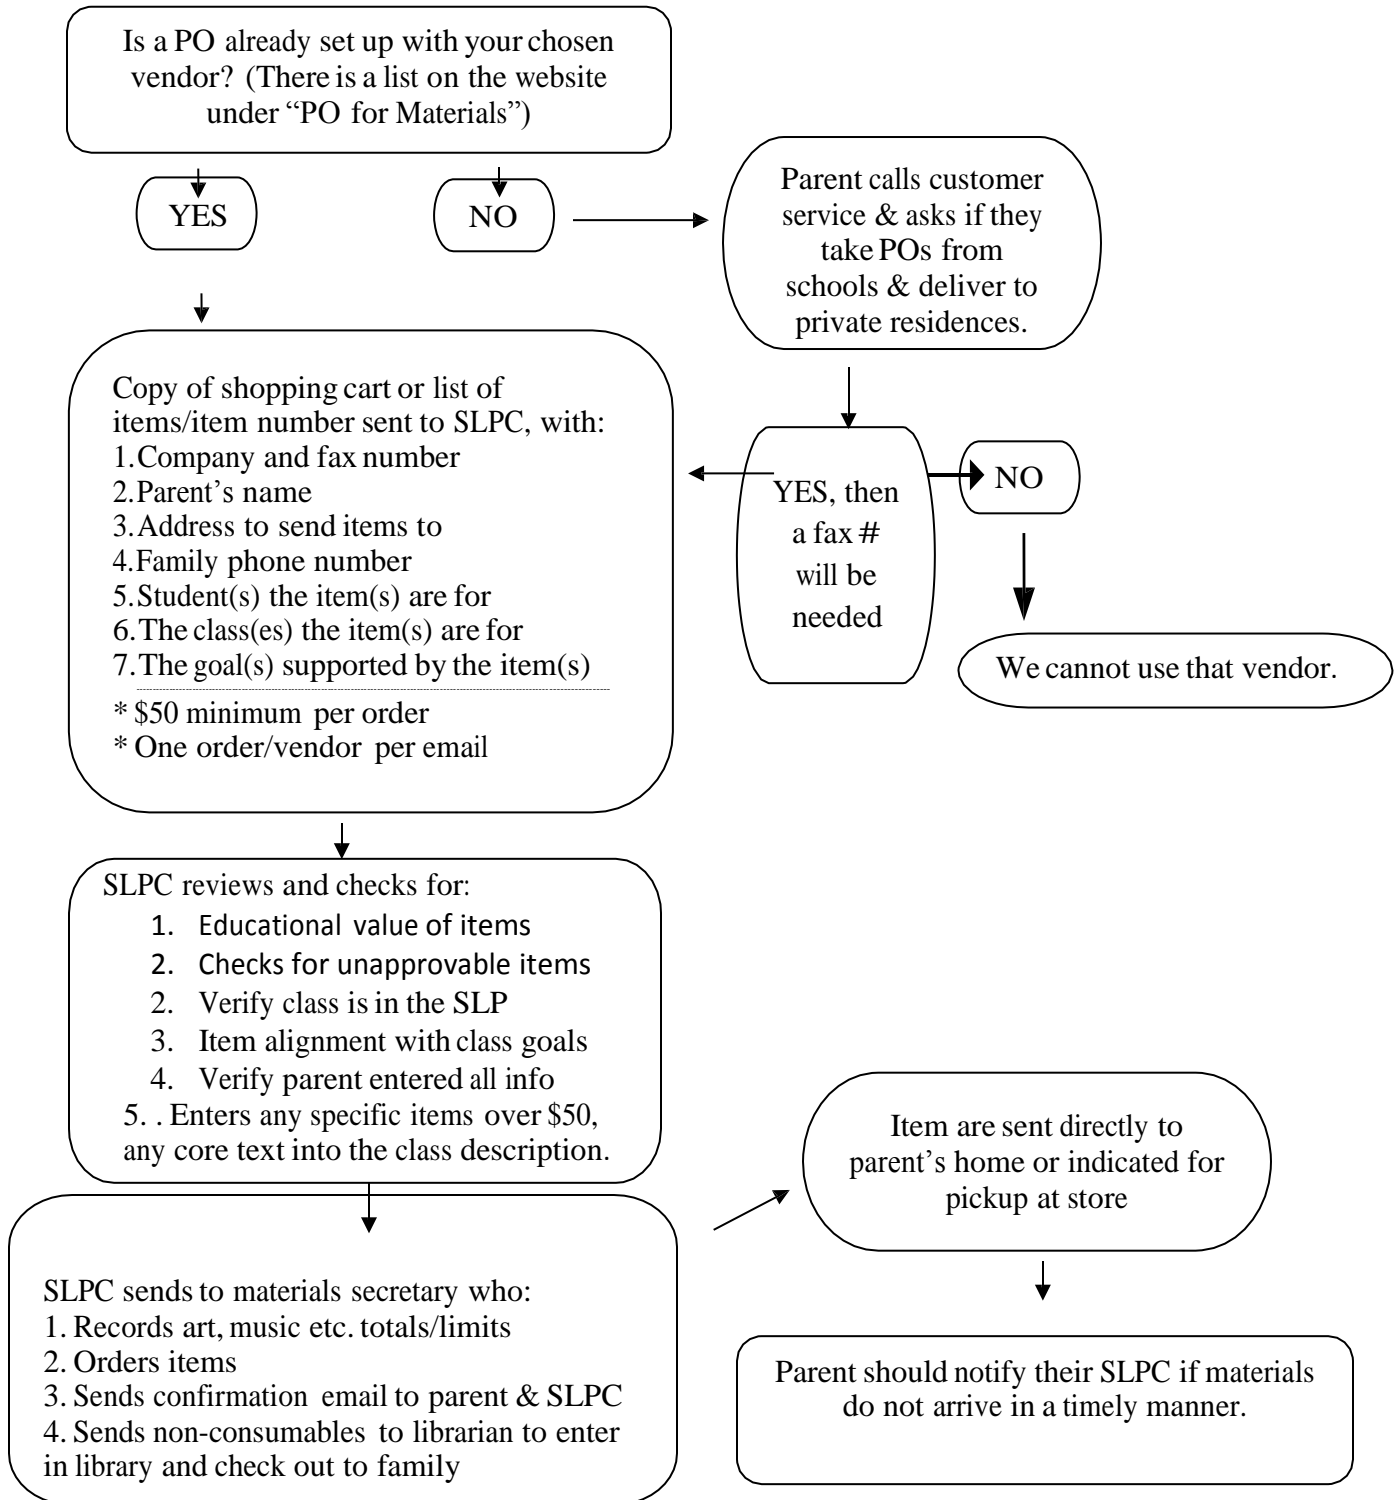 Is a PO already set up with your chosen
vendor? (There is a list on the website
under “PO for Materials”)
YES
NO
Parent calls customer
service & asks if they
take POs from
schools & deliver to
private residences.
Copy of shopping cart or list of
items/item number sent to SLPC, with:
1.Company and fax number
2.Parent’s name
3.Address to send items to
4.Family phone number
5.Student(s) the item(s) are for
6.The class(es) the item(s) are for
7.The goal(s) supported by the item(s)
* $50 minimum per order
* One order/vendor per email
YES, then
a fax #
will be
needed
NO
We cannot use that vendor.
SLPC reviews and checks for:
1. Educational value of items
2. Checks for unapprovable items
2. Verify class is in the SLP
3. Item alignment with class goals
4. Verify parent entered all info
5. . Enters any specific items over $50,
any core text into the class description.
Item are sent directly to
parent’s home or indicated for
pickup at store
SLPC sends to materials secretary who:
1. Records art, music etc. totals/limits
2. Orders items
3. Sends confirmation email to parent & SLPC
4. Sends non-consumables to librarian to enter
in library and check out to family
Parent should notify their SLPC if materials
do not arrive in a timely manner.